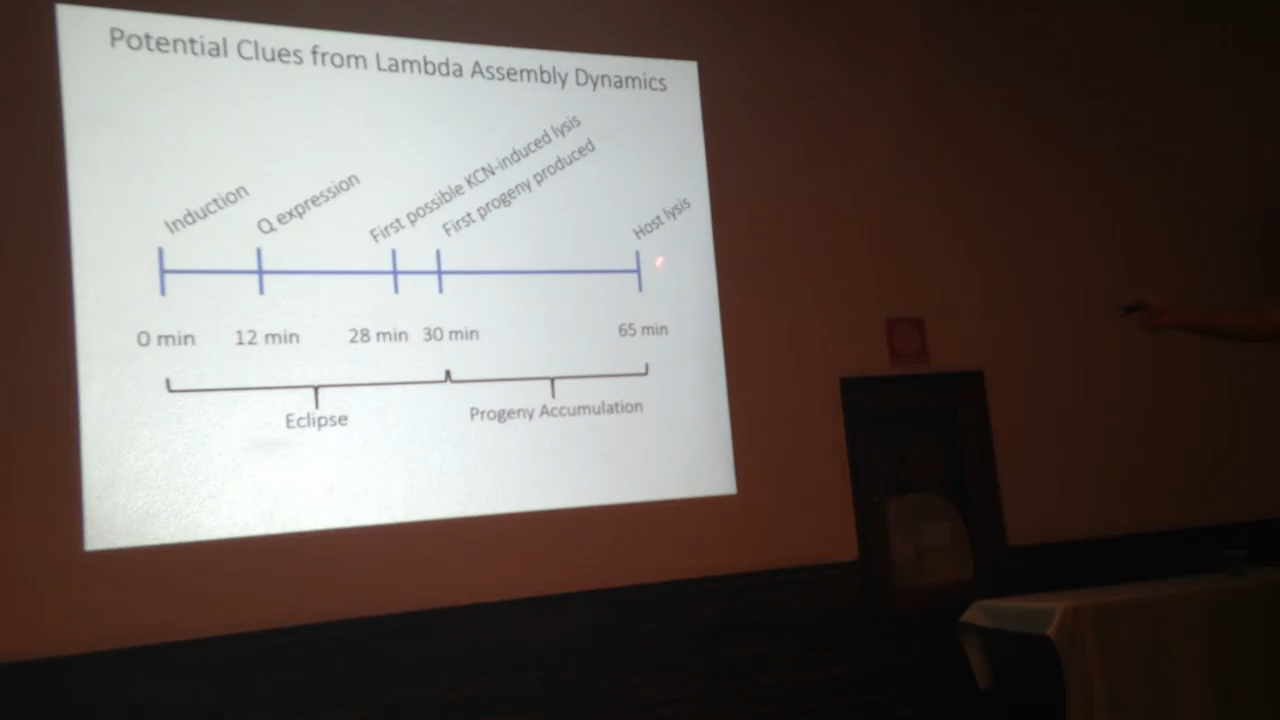 Potential Clues from Lambda Assembly Dynamics
Induction
Q expression
First possible KCN-induced lysis
First progeny produced
Host lysis
0 min
12 min
28 min
30 min
65 min
Eclipse
Progeny Accumulation